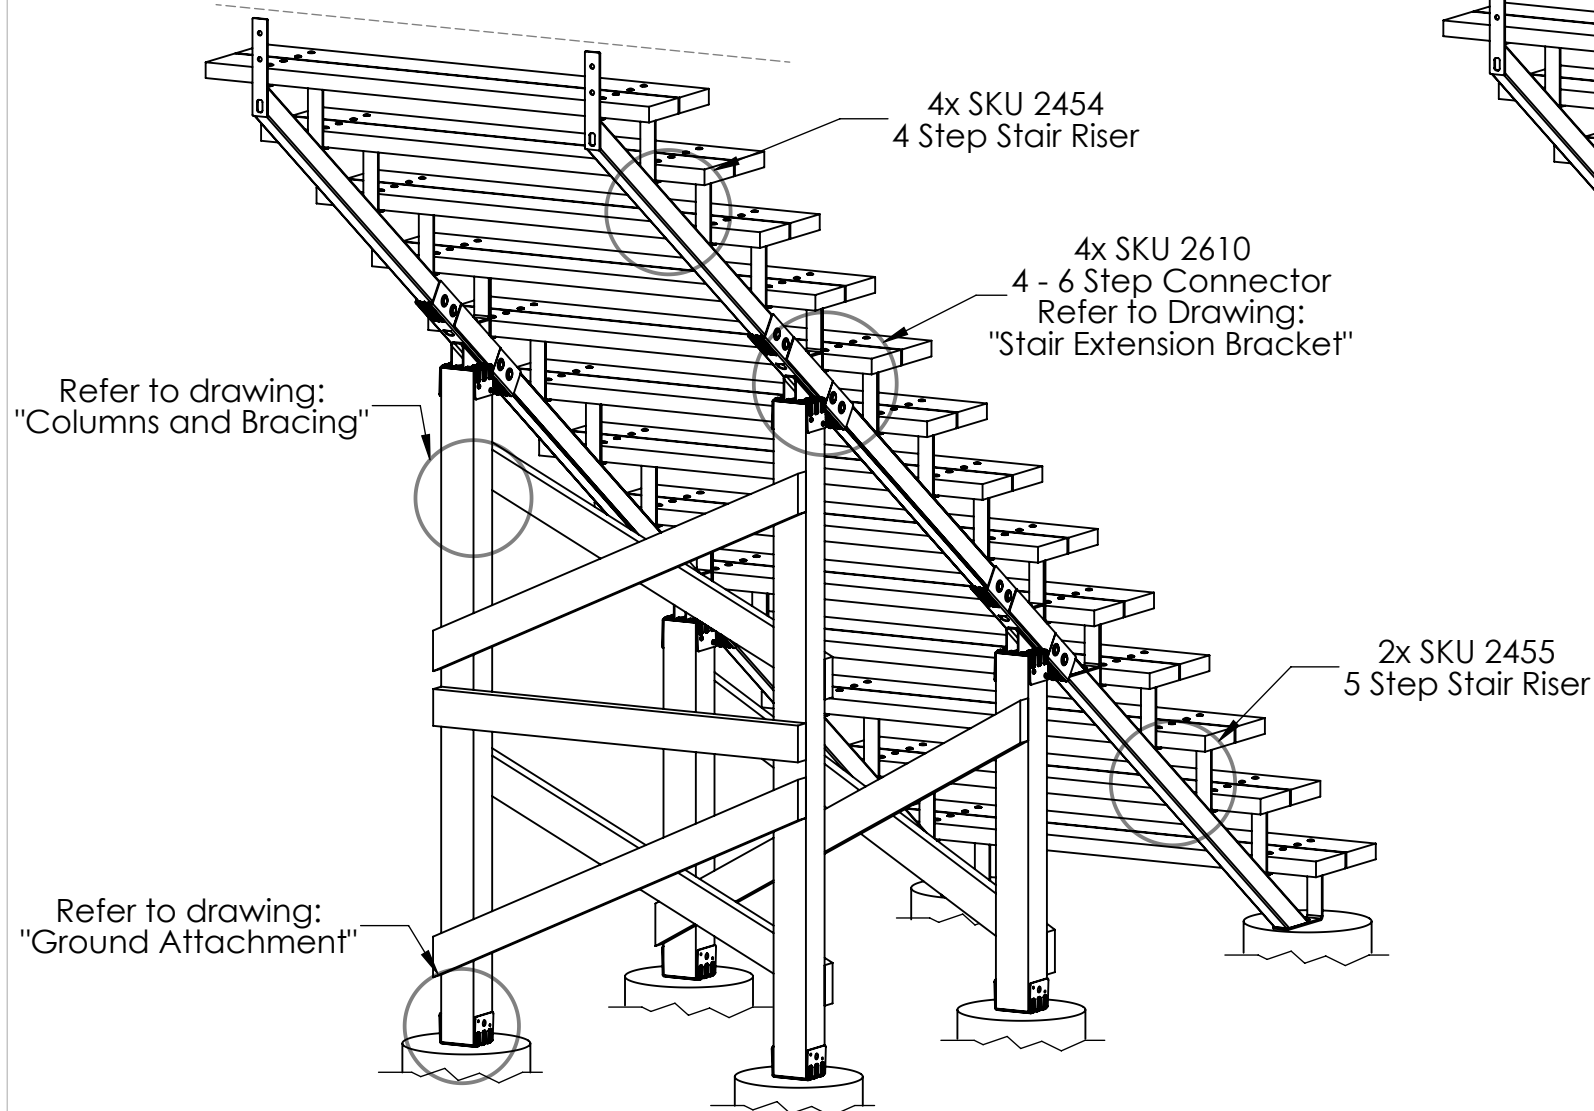 4x SKU 2454
4 Step Stair Riser
4x SKU 2610
4 - 6 Step Connector
Refer to Drawing:
"Stair Extension Bracket"
Refer to drawing:
"Columns and Bracing"
2x SKU 2455
5 Step Stair Riser
Refer to drawing:
"Ground Attachment"